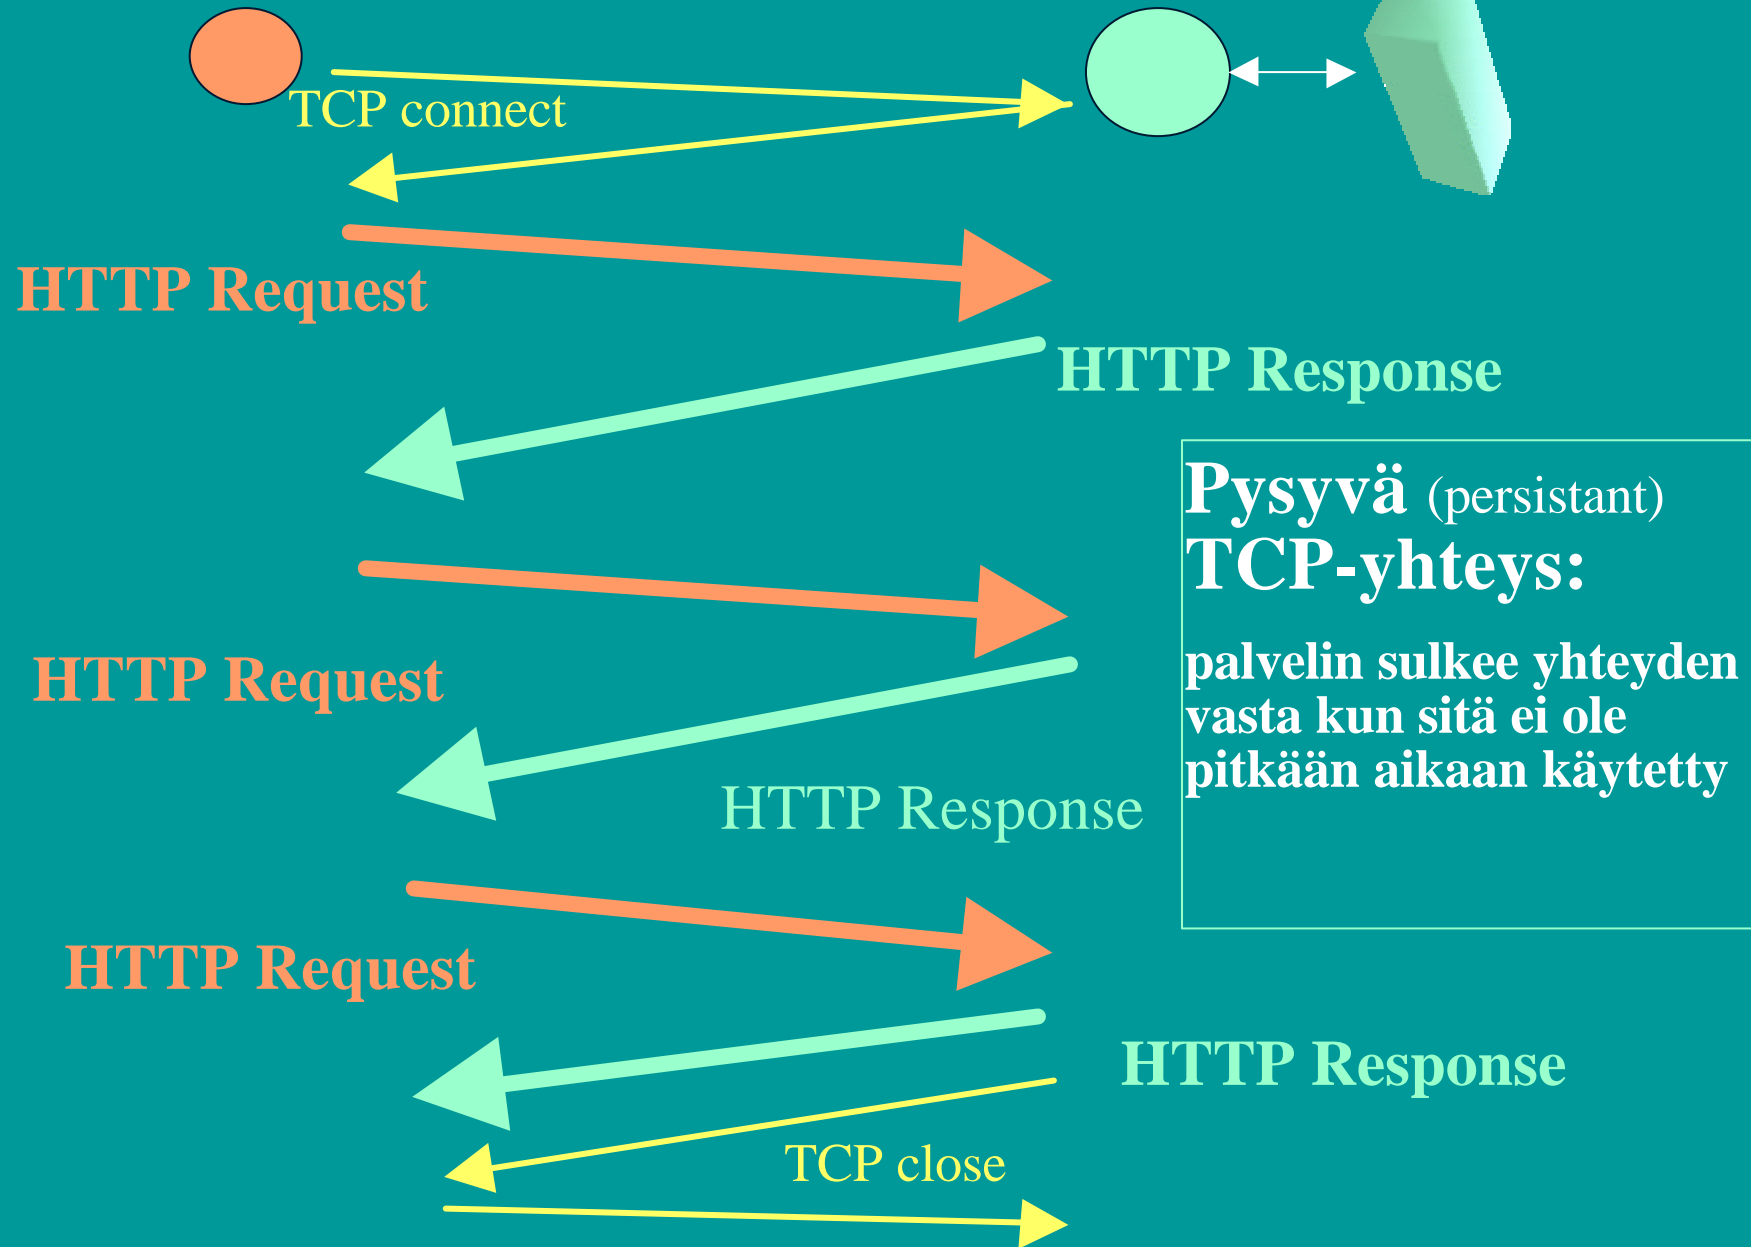 TCP connect
HTTP Request
HTTP Response
Pysyvä (persistant)
TCP-yhteys:
palvelin sulkee yhteyden
vasta kun sitä ei ole
pitkään aikaan käytetty
HTTP Request
HTTP Response
HTTP Request
HTTP Response
TCP close